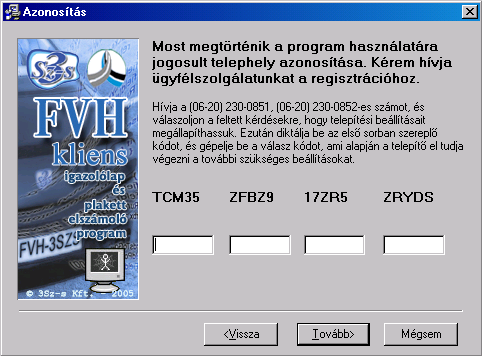 Azonosítás
3Szs
FVH
kliens
igazolólap
és
plakett
elszámoló
program
FVH-3SZS
© 3Sz-s Kft. 2005
Most megtörténik a program használatára
jogosult telephely azonosítása. Kérem hívja
ügyfélszolgálatunkat a regisztrációhoz.
Hívja a (06-20) 230-0851, (06-20) 230-0852-es számot, és
válaszoljon a feltett kérdésekre, hogy telepítési beállításait
megállapíthassuk. Ezután diktálja be az első sorban szereplő
kódot, és gépelje be a válasz kódot, ami alapján a telepítő el tudja
végezni a további szükséges beállításokat.
TCM35 ZFBZ9 17ZR5 ZRYDS
<Vissza Tovább> Mégsem